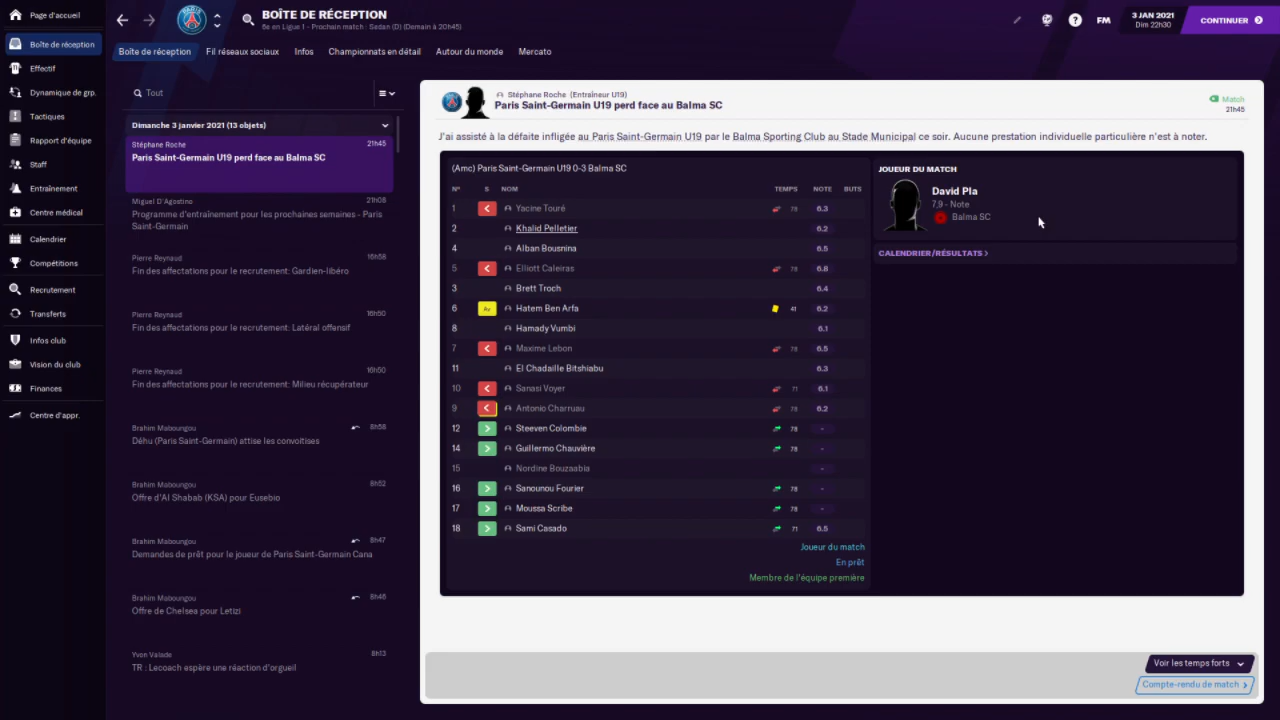 Page d'accueil
Boîte de réception
Effectif
Dynamique de grp.
Tactiques
Rapport d'équipe
Staff
Entraînement
Centre médical
Calendrier
Compétitions
Recrutement
Transferts
Infos club
Vision du club
Finances
Centre d'appr.
BOÎTE DE RÉCEPTION
6e en Ligue 1 - Prochain match : Sedan (D) (Demain à 20h45)
? FM
3 JAN 2021
Dim 22h30
CONTINUER
Boîte de réception Fil réseaux sociaux Infos Championnats en détail Autour du monde Mercato
Tout
Dimanche 3 janvier 2021 (13 objets)
Stéphane Roche 21h45
Paris Saint-Germain U19 perd face au Balma SC
Miguel D'Agostino 21h08
Programme d'entraînement pour les prochaines semaines - Paris
Saint-Germain
Pierre Reynaud 16h58
Fin des affectations pour le recrutement: Gardien-libéro
Pierre Reynaud 16h50
Fin des affectations pour le recrutement: Latéral offensif
Pierre Reynaud 16h50
Fin des affectations pour le recrutement: Milieu récupérateur
Brahim Maboungou 8h58
Déhu (Paris Saint-Germain) attise les convoitises
Brahim Maboungou 8h52
Offre d'Al Shabab (KSA) pour Eusebio
Brahim Maboungou 8h47
Demandes de prêt pour le joueur de Paris Saint-Germain Cana
Brahim Maboungou 8h46
Offre de Chelsea pour Letizi
Yven Valade 8h13
TR : Lecoach espère une réaction d'orgueil
Stéphane Roche (Entraîneur U19)
Paris Saint-Germain U19 perd face au Balma SC
Match
21h45
J'ai assisté à la défaite infligée au Paris Saint-Germain U19 par le Balma Sporting Club au Stade Municipal ce soir. Aucune prestation individuelle particulière n'est à noter.
(Amc) Paris Saint-Germain U19 0-3 Balma SC
N° S NOM TEMPS NOTE BUTS
1 Yacine Touré 78 6.3
2 Khalid Pelletier 6.2
4 Alban Bousnina 6.5
5 Elliott Caleiras 78 6.8
3 Brett Troch 6.4
6 Av Hatem Ben Arfa 41 6.2
8 Hamady Vumbi 6.1
7 Maxime Lebon 78 6.5
11 El Chadaille Bitshiabu 6.3
10 Sanasi Voyer 71 6.1
9 Antonio Charruau 78 6.2
12 Steeven Colombie 78 -
14 Guillermo Chauvière 78 -
15 Nordine Bouzaabia -
16 Sanounou Fourier 78 -
17 Moussa Scribe 78 -
18 Sami Casado 71 6.5
Joueur du match
En prêt
Membre de l'équipe première
JOUEUR DU MATCH
David Pla
7,9 - Note
Balma SC
CALENDRIER/RÉSULTATS >
Voir les temps forts
Compte-rendu de match